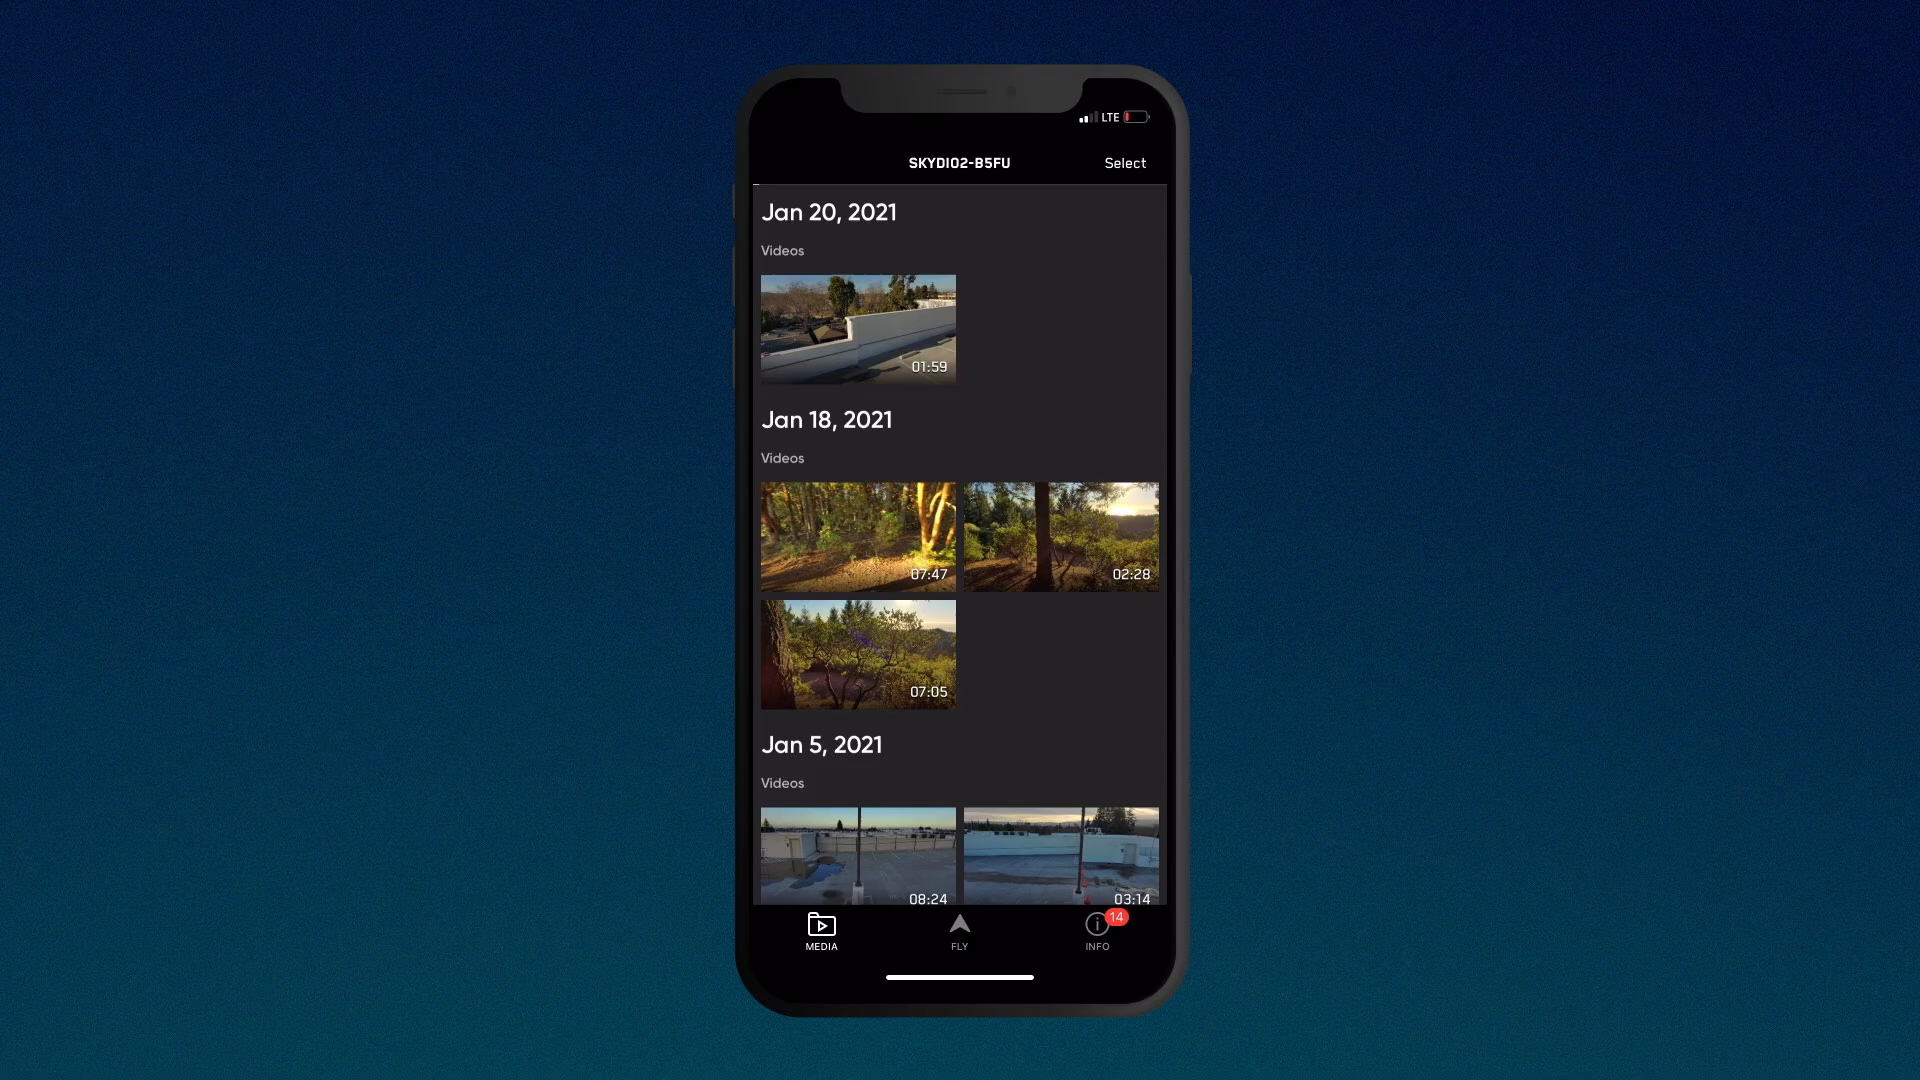 LTE
SKYDIO2-B5FU Select
Jan 20, 2021
Videos
01:59
Jan 18, 2021
Videos
07:47 02:28
07:05
Jan 5, 2021
Videos
08:24 03:14
14
MEDIA FLY INFO